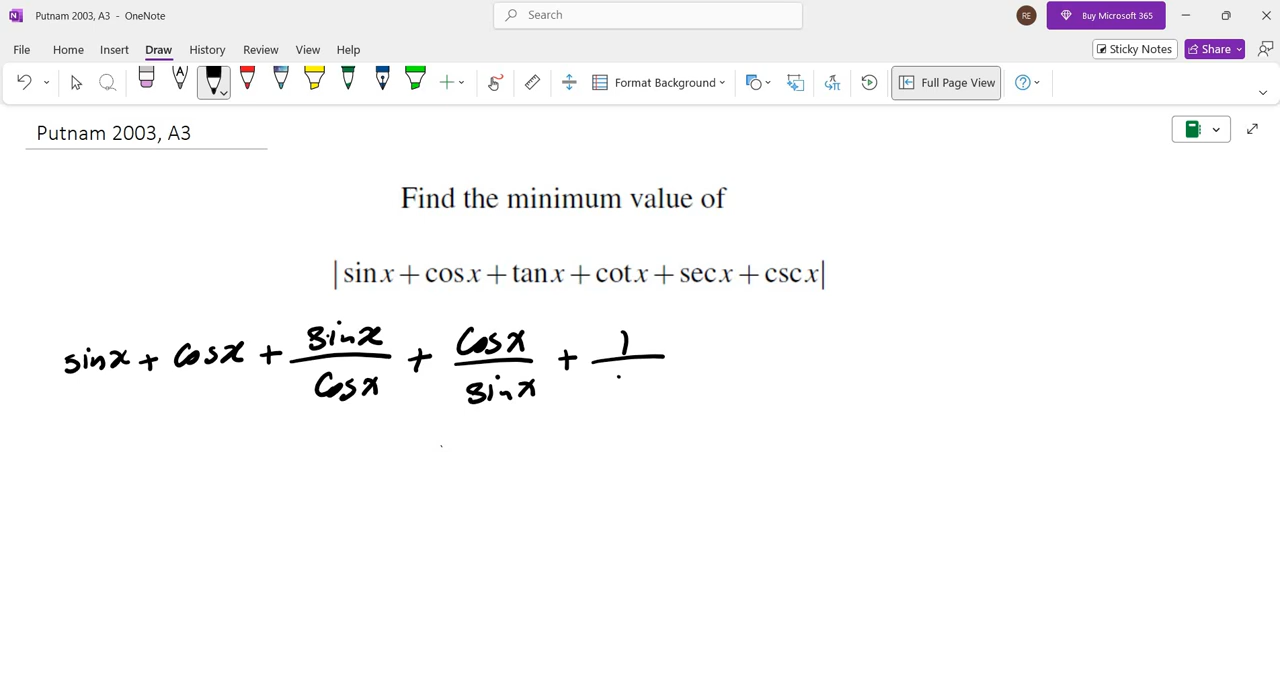 Putnam 2003, A3 - OneNote
Search
RE
Buy Microsoft 365
File Home Insert Draw History Review View Help
Sticky Notes
Share
Format Background
Full Page View
Putnam 2003, A3
Find the minimum value of
|sin x + cos x + tan x + cot x + sec x + csc x|
sinx + cosx + sinx/cosx + cosx/sinx + 1/